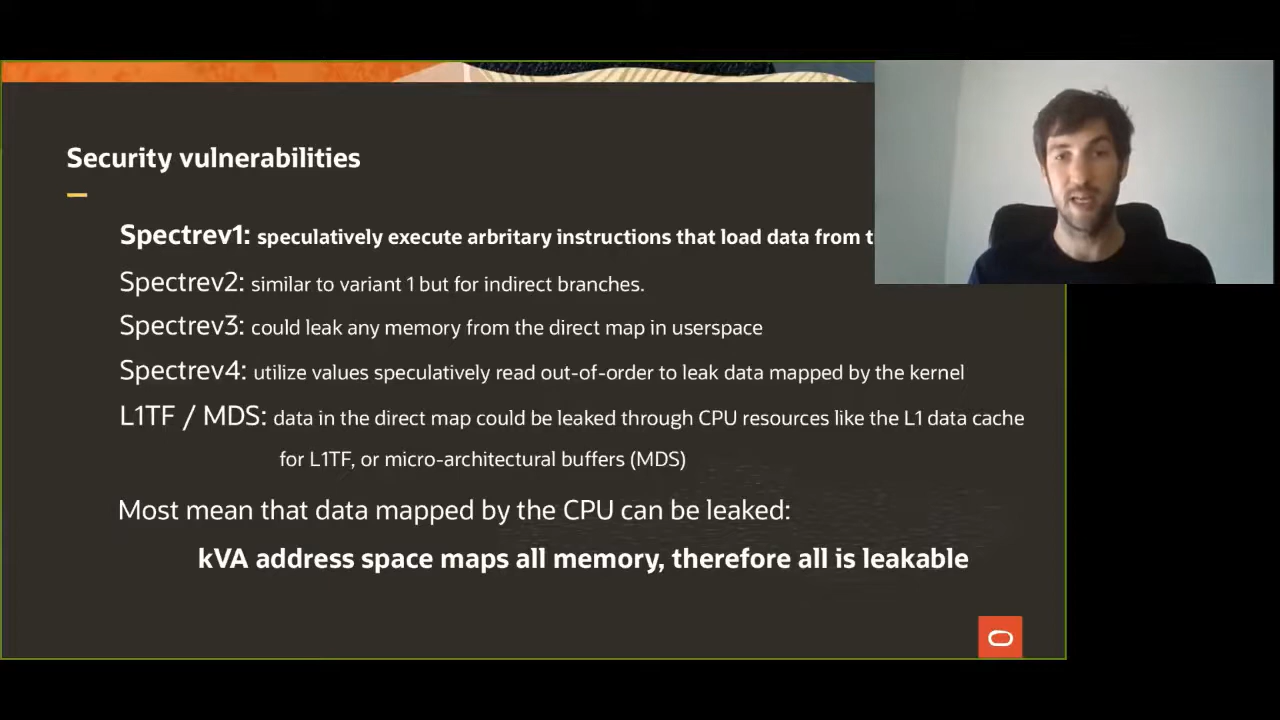 Security vulnerabilities
Spectrev1: speculatively execute arbritary instructions that load data from
Spectrev2: similar to variant 1 but for indirect branches.
Spectrev3: could leak any memory from the direct map in userspace
Spectrev4: utilize values speculatively read out-of-order to leak data mapped by the kernel
L1TF / MDS: data in the direct map could be leaked through CPU resources like the L1 data cache
for L1TF, or micro-architectural buffers (MDS)
Most mean that data mapped by the CPU can be leaked:
kVA address space maps all memory, therefore all is leakable